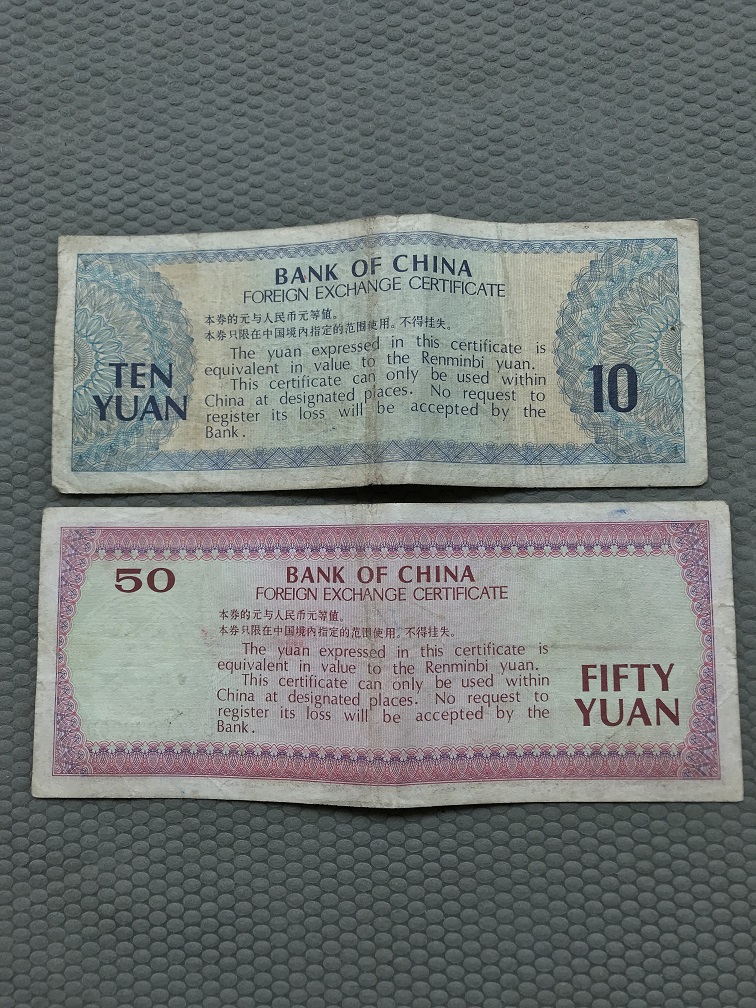 BANK OF CHINA
FOREIGN EXCHANGE CERTIFICATE
本券的元与人民币元等值。
本券只限在中国境内指定的范围使用。不得挂失。
The yuan expressed in this certificate is
equivalent in value to the Renminbi yuan.
This certificate can only be used within
China at designated places. No request to
register its loss will be accepted by the
Bank.
TEN
YUAN
10
50
BANK OF CHINA
FOREIGN EXCHANGE CERTIFICATE
本券的元与人民币元等值。
本券只限在中国境内指定的范围使用。不得挂失。
The yuan expressed in this certificate is
equivalent in value to the Renminbi yuan.
This certificate can only be used within
China at designated places. No request to
register its loss will be accepted by the
Bank.
FIFTY
YUAN